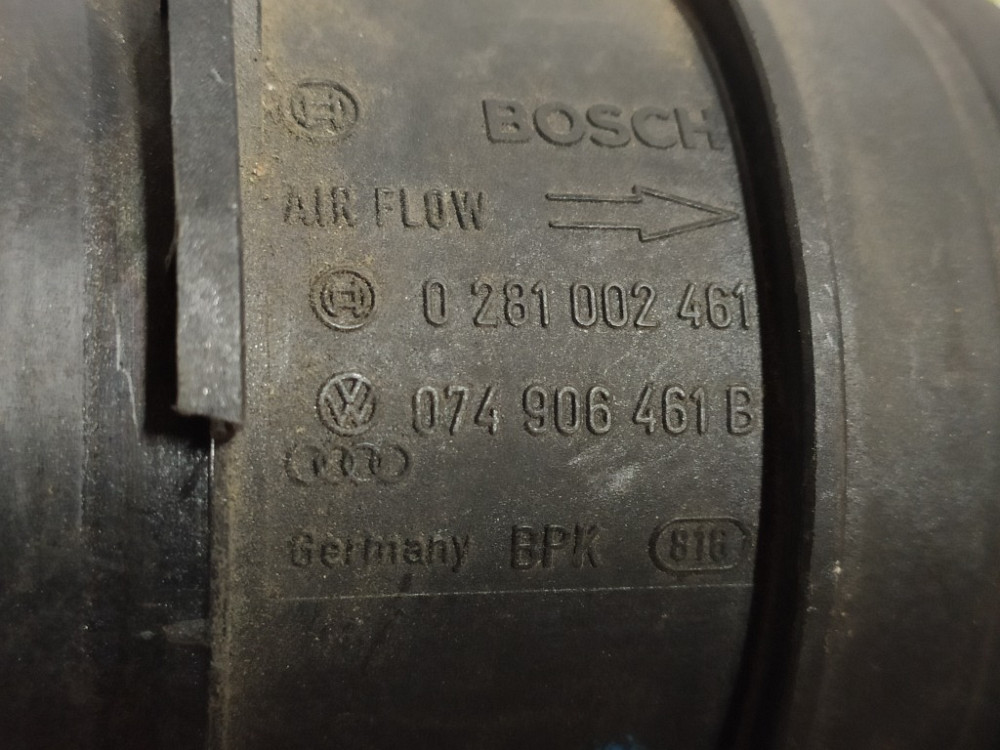 BOSCH
AIR FLOW
0 281 002 461
074 906 461 B
Germany BPK 816